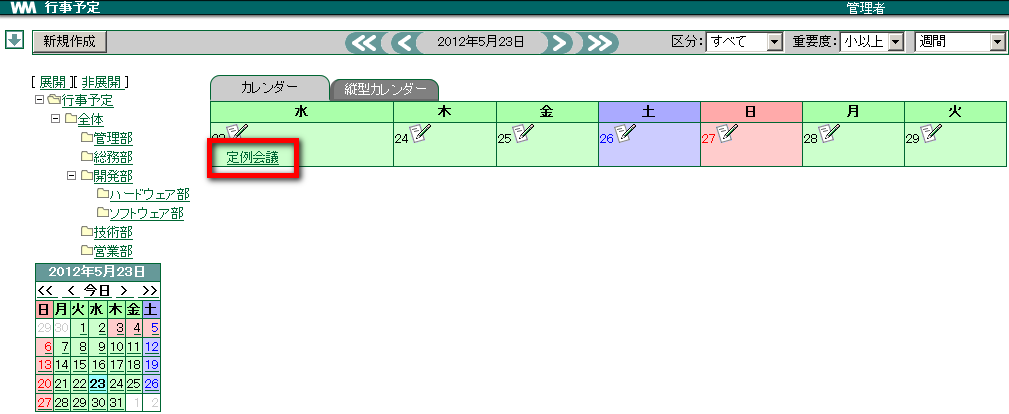 WM 行事予定 管理者
新規作成 2012年5月23日 区分: すべて 重要度: 小以上 週間
[ 展開 ][ 非展開 ]
行事予定
全体
管理部
総務部
開発部
ハードウェア部
ソフトウェア部
技術部
営業部
カレンダー 縦型カレンダー
水 木 金 土 日 月 火
23 24 25 26 27 28 29
定例会議
2012年5月23日
<< < 今日 > >>
日 月 火 水 木 金 土
29 30 1 2 3 4 5
6 7 8 9 10 11 12
13 14 15 16 17 18 19
20 21 22 23 24 25 26
27 28 29 30 31 1 2